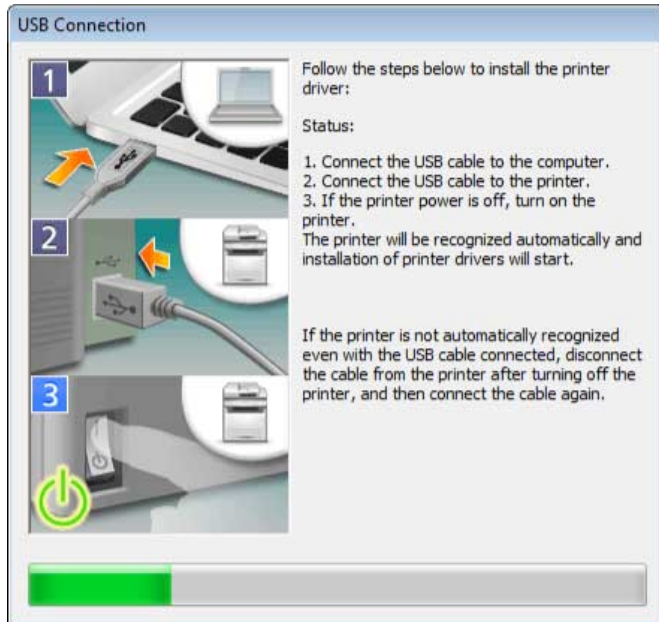 USB Connection
1
Follow the steps below to install the printer
driver:
Status:
1. Connect the USB cable to the computer.
2. Connect the USB cable to the printer.
3. If the printer power is off, turn on the
printer.
The printer will be recognized automatically and
installation of printer drivers will start.
2
If the printer is not automatically recognized
even with the USB cable connected, disconnect
the cable from the printer after turning off the
printer, and then connect the cable again.
3